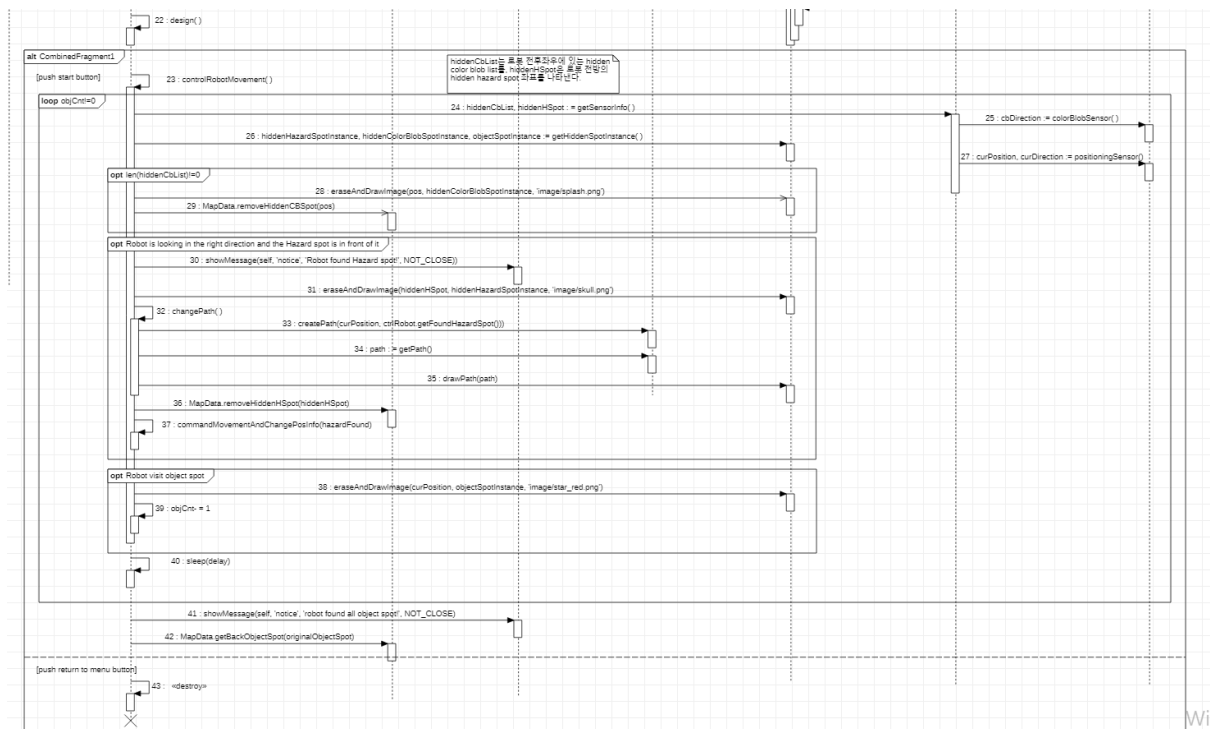 22 : design( )
alt CombinedFragment1
hiddenCbList는 로봇 전후좌우에 있는 hidden
color blob list를, hiddenHSpot은 로봇 전방의
hidden hazard spot 좌표를 나타낸다.
[push start button]
23 : controlRobotMovement( )
loop objCnt!=0
24 : hiddenCbList, hiddenHSpot : = getSensorInfo( )
25 : cbDirection := colorBlobSensor( )
26 : hiddenHazardSpotInstance, hiddenColorBlobSpotInstance, objectSpotInstance := getHiddenSpotInstance( )
27 : curPosition, curDirection := positioningSensor()
opt len(hiddenCbList)!=0
28 : eraseAndDrawImage(pos, hiddenColorBlobSpotInstance, 'image/splash.png')
29 : MapData.removeHiddenCBSpot(pos)
opt Robot is looking in the right direction and the Hazard spot is in front of it
30 : showMessage(self, 'notice', 'Robot found Hazard spot!', NOT_CLOSE))
31 : eraseAndDrawImage(hiddenHSpot, hiddenHazardSpotInstance, 'image/skull.png')
32 : changePath( )
33 : createPath(curPosition, ctrlRobot.getFoundHazardSpot()))
34 : path : = getPath()
35 : drawPath(path)
36 : MapData.removeHiddenHSpot(hiddenHSpot)
37 : commandMovementAndChangePosInfo(hazardFound)
opt Robot visit object spot
38 : eraseAndDrawImage(curPosition, objectSpotInstance, 'image/star_red.png')
39 : objCnt- = 1
40 : sleep(delay)
41 : showMessage(self, 'notice', 'robot found all object spot!', NOT_CLOSE)
42 : MapData.getBackObjectSpot(originalObjectSpot)
[push return to menu button]
43 : «destroy»
Wi